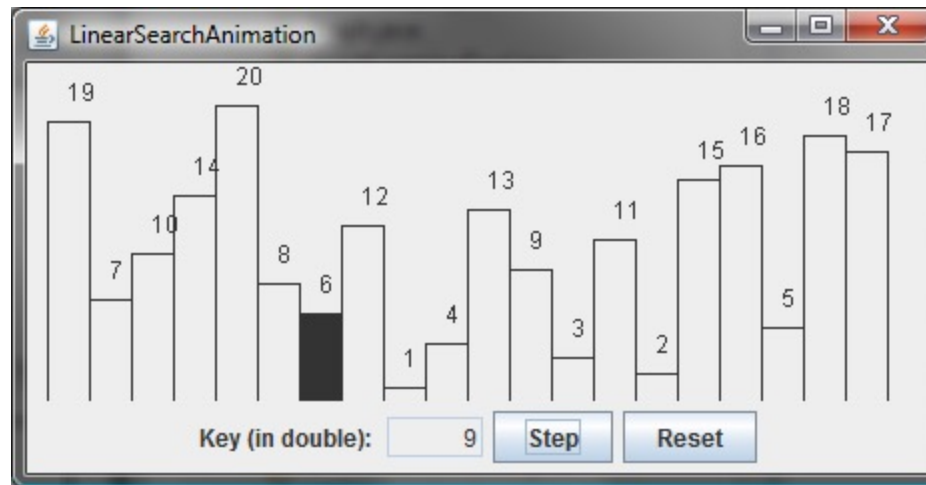 LinearSearchAnimation
19 7 10 14 20 8 6 12 1 4 13 9 3 11 2 15 16 5 18 17
Key (in double): 9 Step Reset